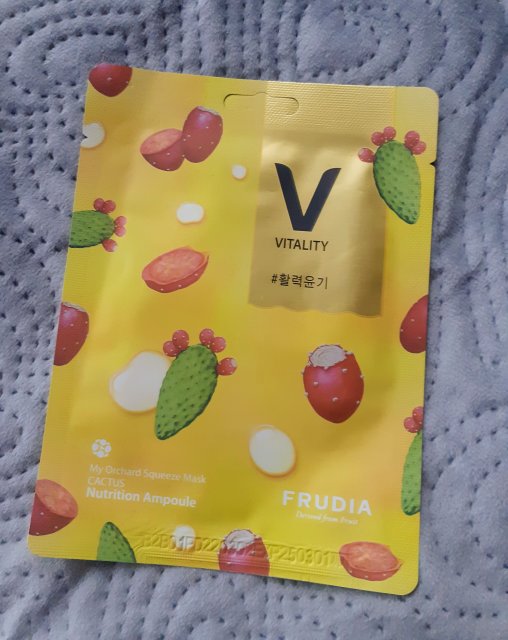 V
VITALITY
#활력윤기
My Orchard Squeeze Mask
CACTUS
Nutrition Ampoule
FRUDIA
Derived from Fruit